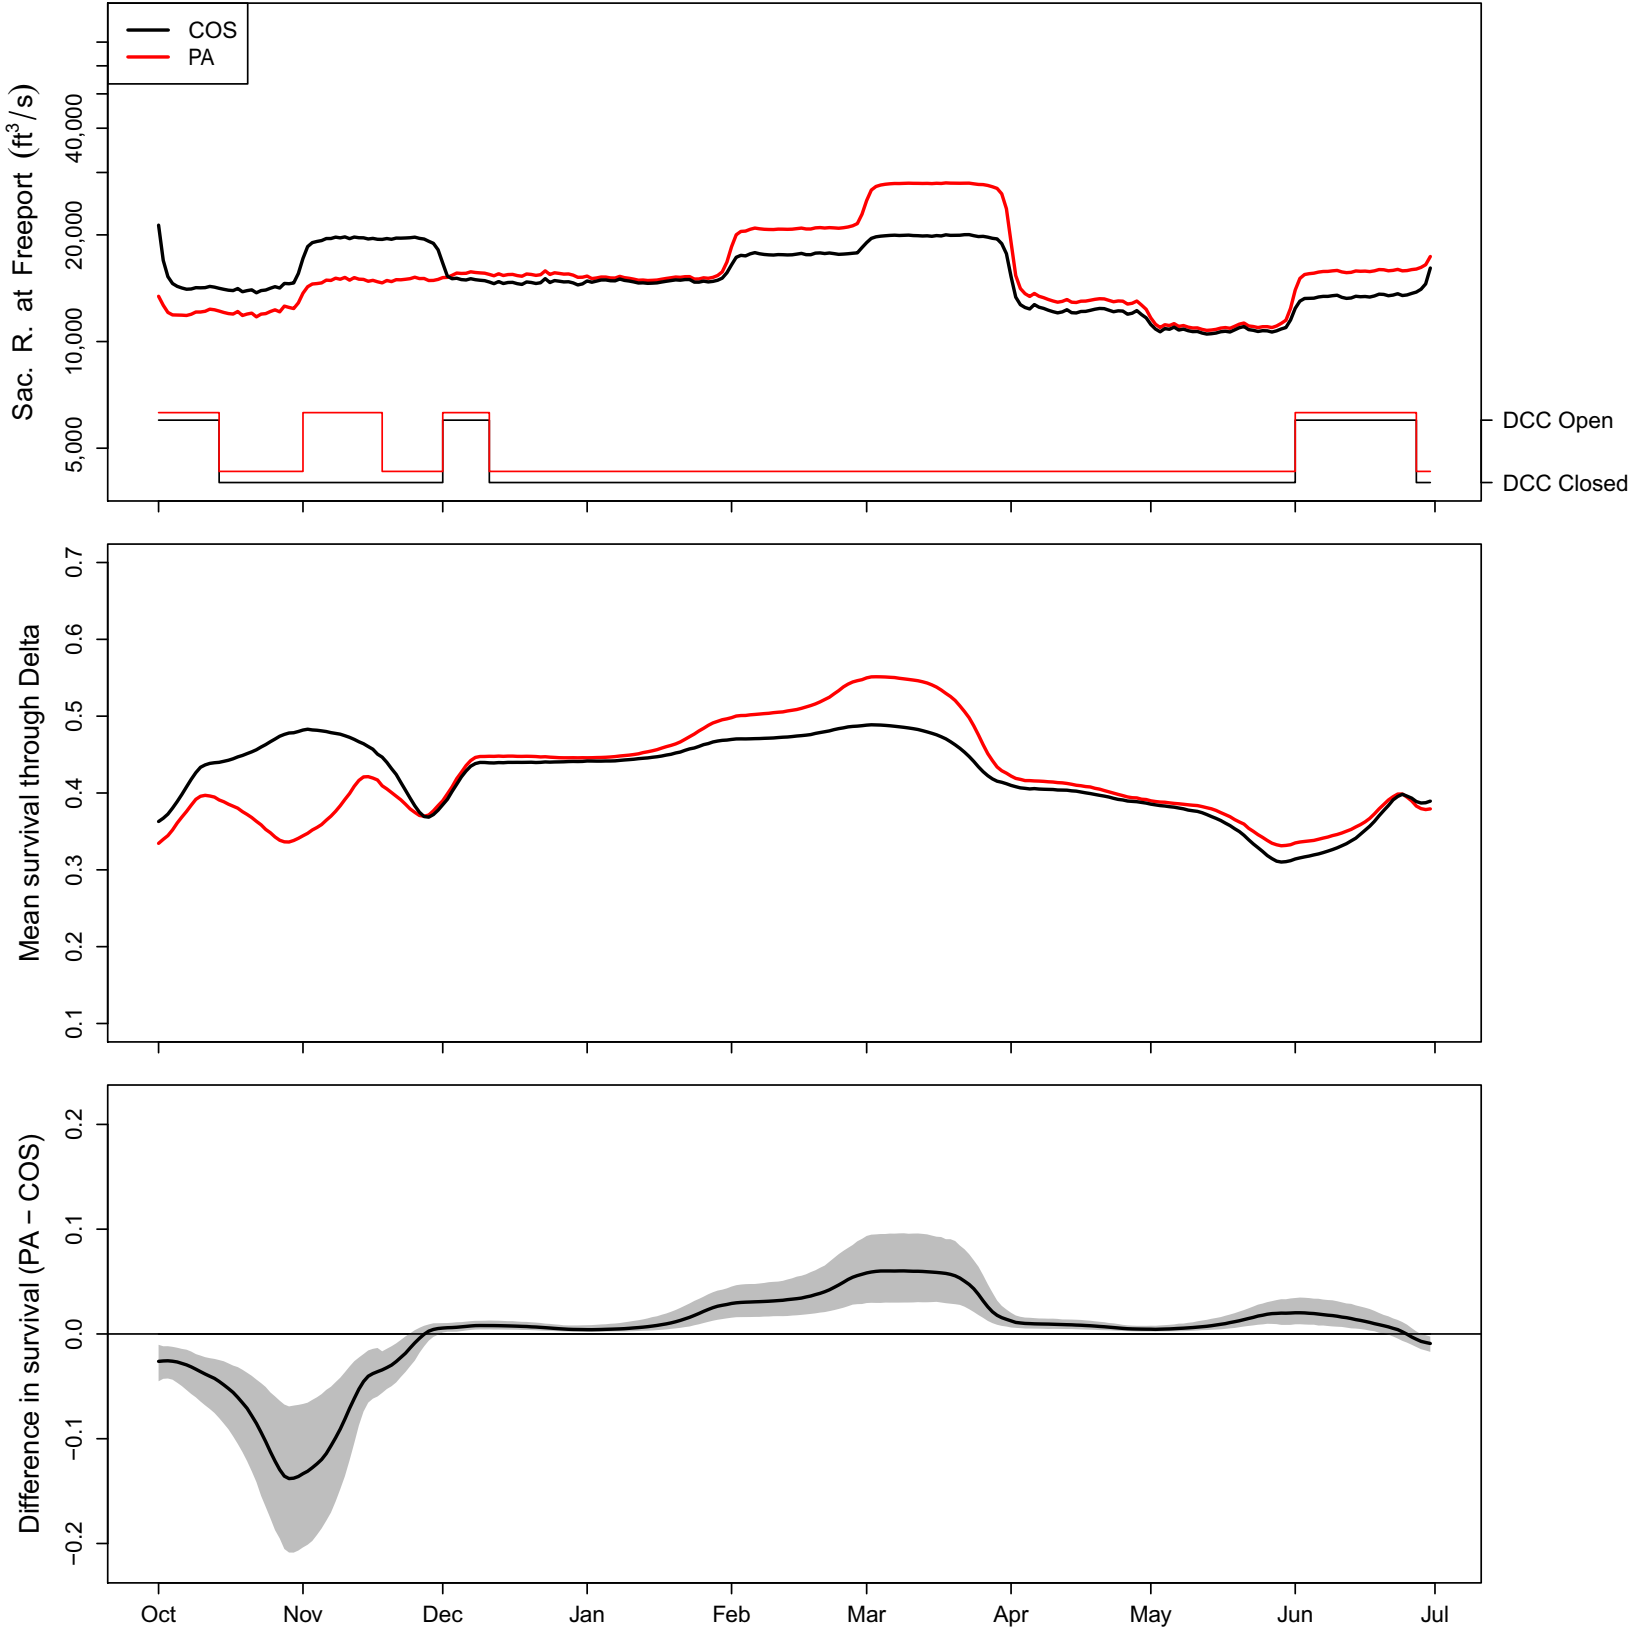 COS
PA
Sac. R. at Freeport (ft³/s)
40,000
20,000
10,000
5,000
DCC Open
DCC Closed
Mean survival through Delta
0.7
0.6
0.5
0.4
0.3
0.2
0.1
Difference in survival (PA − COS)
0.2
0.1
0.0
−0.1
−0.2
Oct Nov Dec Jan Feb Mar Apr May Jun Jul